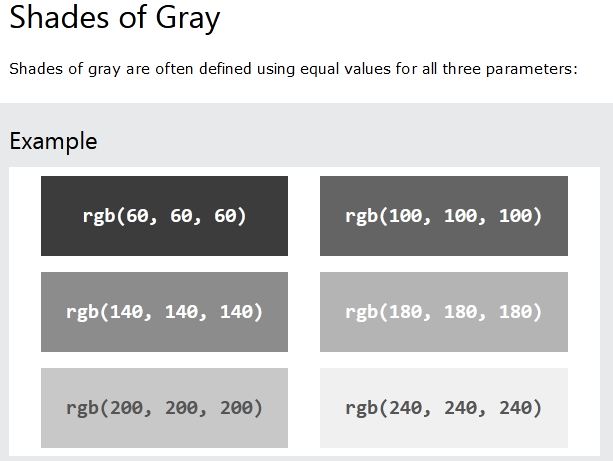 Shades of Gray
Shades of gray are often defined using equal values for all three parameters:
Example
rgb(60, 60, 60)
rgb(100, 100, 100)
rgb(140, 140, 140)
rgb(180, 180, 180)
rgb(200, 200, 200)
rgb(240, 240, 240)